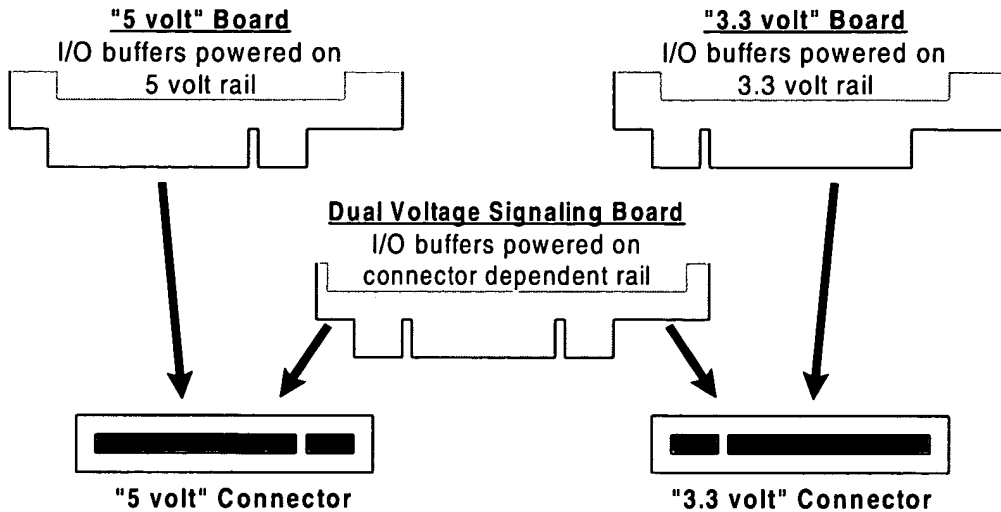 "5 volt" Board
I/O buffers powered on
5 volt rail
"3.3 volt" Board
I/O buffers powered on
3.3 volt rail
Dual Voltage Signaling Board
I/O buffers powered on
connector dependent rail
"5 volt" Connector
"3.3 volt" Connector